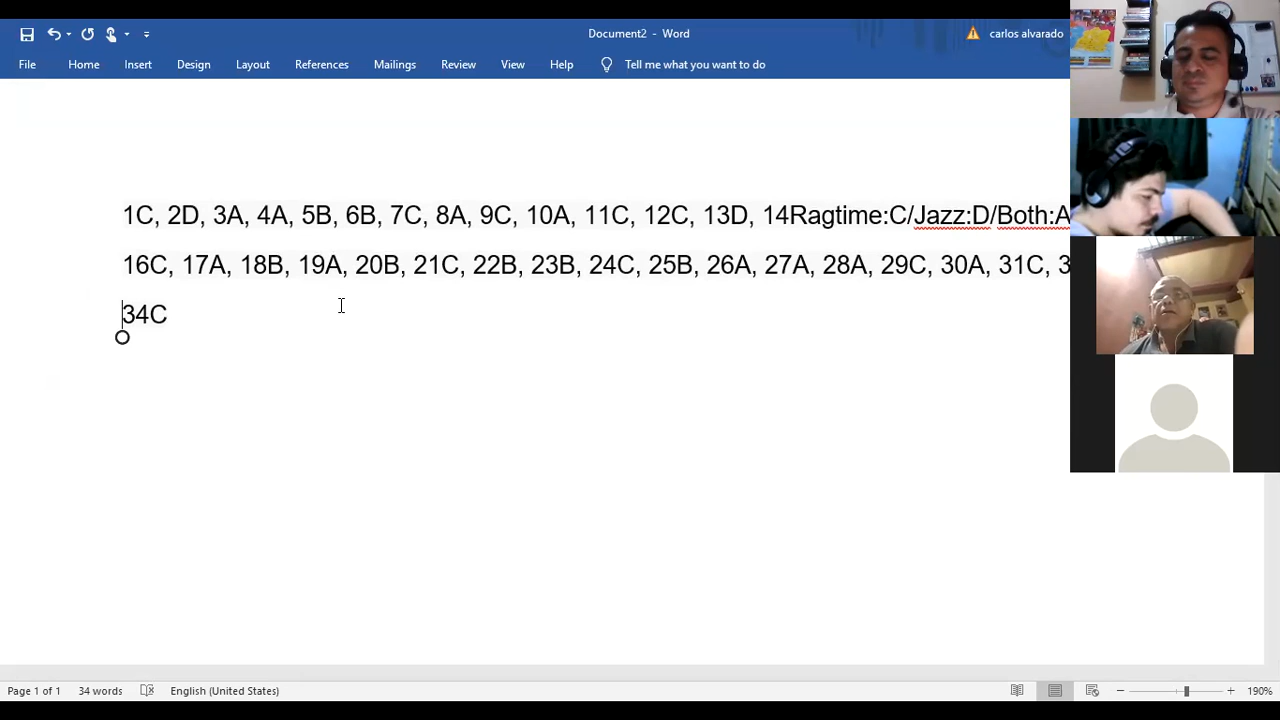 Document2 - Word
carlos alvarado
File Home Insert Design Layout References Mailings Review View Help Tell me what you want to do
1C, 2D, 3A, 4A, 5B, 6B, 7C, 8A, 9C, 10A, 11C, 12C, 13D, 14Ragtime:C/Jazz:D/Both:A
16C, 17A, 18B, 19A, 20B, 21C, 22B, 23B, 24C, 25B, 26A, 27A, 28A, 29C, 30A, 31C, 3
34C
Page 1 of 1 34 words English (United States) 190%